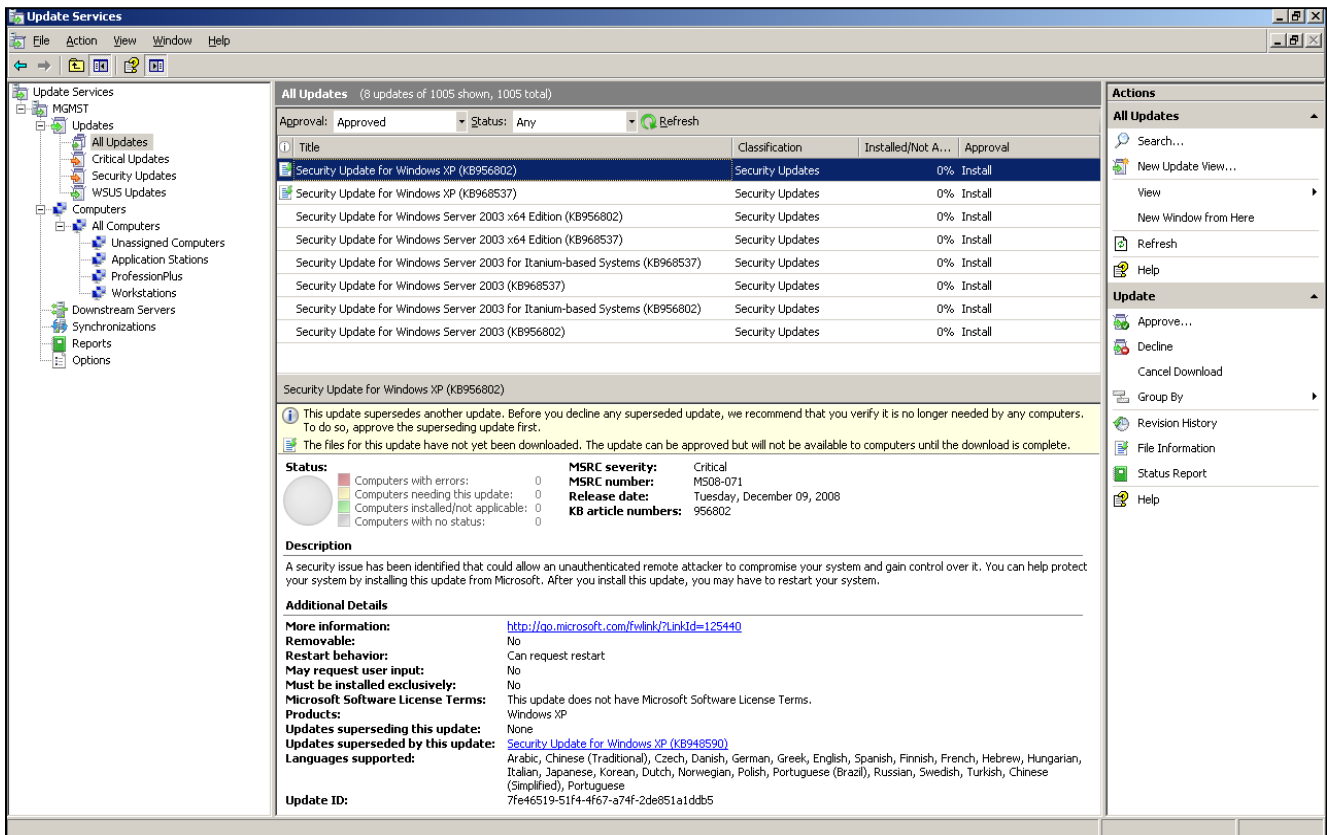 Update Services
File Action View Window Help
Update Services
MGMST
Updates
All Updates
Critical Updates
Security Updates
WSUS Updates
Computers
All Computers
Unassigned Computers
Application Stations
ProfessionPlus
Workstations
Downstream Servers
Synchronizations
Reports
Options
All Updates (8 updates of 1005 shown, 1005 total)
Approval: Approved Status: Any Refresh
Title Classification Installed/Not A... Approval
Security Update for Windows XP (KB956802) Security Updates 0% Install
Security Update for Windows XP (KB968537) Security Updates 0% Install
Security Update for Windows Server 2003 x64 Edition (KB956802) Security Updates 0% Install
Security Update for Windows Server 2003 x64 Edition (KB968537) Security Updates 0% Install
Security Update for Windows Server 2003 for Itanium-based Systems (KB968537) Security Updates 0% Install
Security Update for Windows Server 2003 (KB968537) Security Updates 0% Install
Security Update for Windows Server 2003 for Itanium-based Systems (KB956802) Security Updates 0% Install
Security Update for Windows Server 2003 (KB956802) Security Updates 0% Install
Security Update for Windows XP (KB956802)
This update supersedes another update. Before you decline any superseded update, we recommend that you verify it is no longer needed by any computers.
To do so, approve the superseding update first.
The files for this update have not yet been downloaded. The update can be approved but will not be available to computers until the download is complete.
Status:
Computers with errors: 0
Computers needing this update: 0
Computers installed/not applicable: 0
Computers with no status: 0
MSRC severity: Critical
MSRC number: MS08-071
Release date: Tuesday, December 09, 2008
KB article numbers: 956802
Description
A security issue has been identified that could allow an unauthenticated remote attacker to compromise your system and gain control over it. You can help protect
your system by installing this update from Microsoft. After you install this update, you may have to restart your system.
Additional Details
More information: http://go.microsoft.com/fwlink/?LinkId=125440
Removable: No
Restart behavior: Can request restart
May request user input: No
Must be installed exclusively: No
Microsoft Software License Terms: This update does not have Microsoft Software License Terms.
Products: Windows XP
Updates superseding this update: None
Updates superseded by this update: Security Update for Windows XP (KB948590)
Languages supported: Arabic, Chinese (Traditional), Czech, Danish, German, Greek, English, Spanish, Finnish, French, Hebrew, Hungarian,
Italian, Japanese, Korean, Dutch, Norwegian, Polish, Portuguese (Brazil), Russian, Swedish, Turkish, Chinese
(Simplified), Portuguese
Update ID: 7fe46519-51f4-4f67-a74f-2de851a1ddb5
Actions
All Updates
Search...
New Update View...
View
New Window from Here
Refresh
Help
Update
Approve...
Decline
Cancel Download
Group By
Revision History
File Information
Status Report
Help